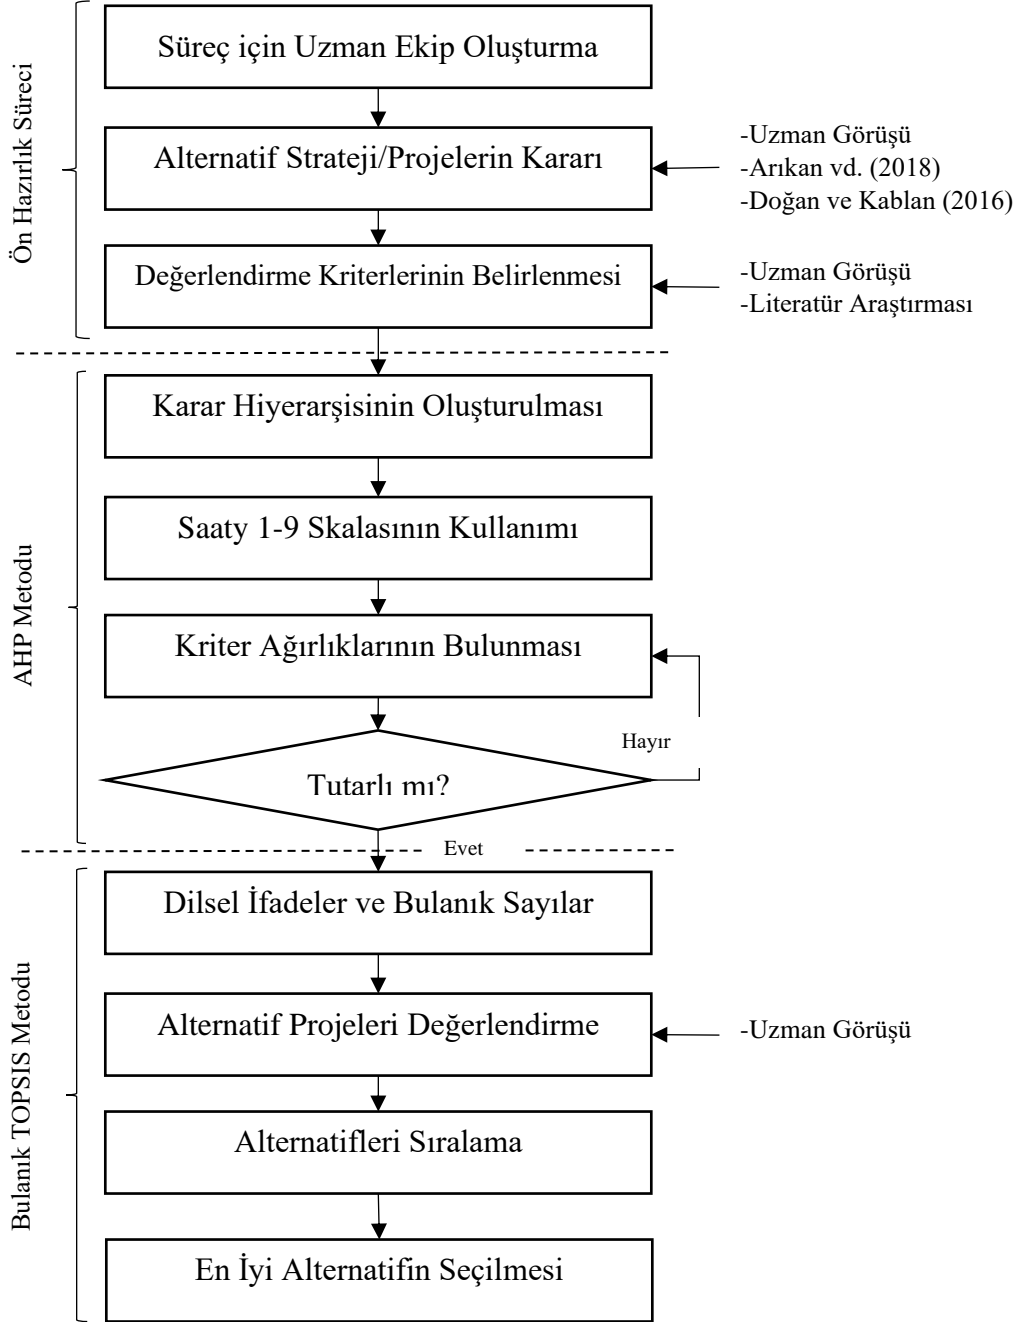 Ön Hazırlık Süreci
Süreç için Uzman Ekip Oluşturma
Alternatif Strateji/Projelerin Kararı
-Uzman Görüşü
-Arıkan vd. (2018)
-Doğan ve Kablan (2016)
Değerlendirme Kriterlerinin Belirlenmesi
-Uzman Görüşü
-Literatür Araştırması
AHP Metodu
Karar Hiyerarşisinin Oluşturulması
Saaty 1-9 Skalasının Kullanımı
Kriter Ağırlıklarının Bulunması
Hayır
Tutarlı mı?
Evet
Bulanık TOPSIS Metodu
Dilsel İfadeler ve Bulanık Sayılar
Alternatif Projeleri Değerlendirme
-Uzman Görüşü
Alternatifleri Sıralama
En İyi Alternatifin Seçilmesi